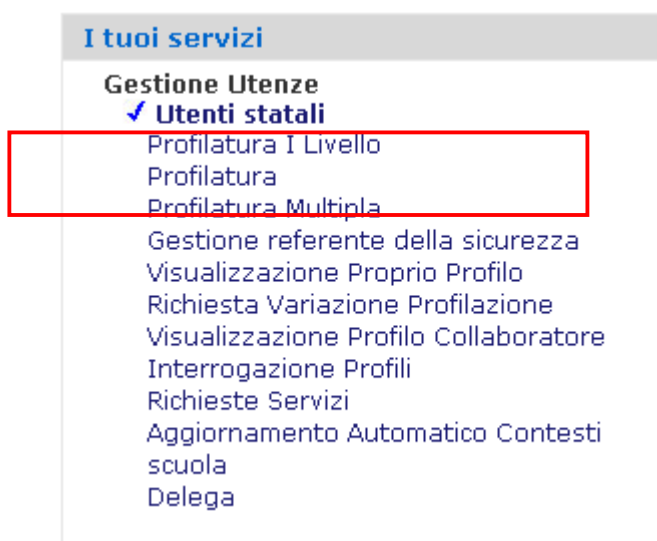 I tuoi servizi
Gestione Utenze
✓ Utenti statali
Profilatura I Livello
Profilatura
Profilatura Multipla
Gestione referente della sicurezza
Visualizzazione Proprio Profilo
Richiesta Variazione Profilazione
Visualizzazione Profilo Collaboratore
Interrogazione Profili
Richieste Servizi
Aggiornamento Automatico Contesti
scuola
Delega